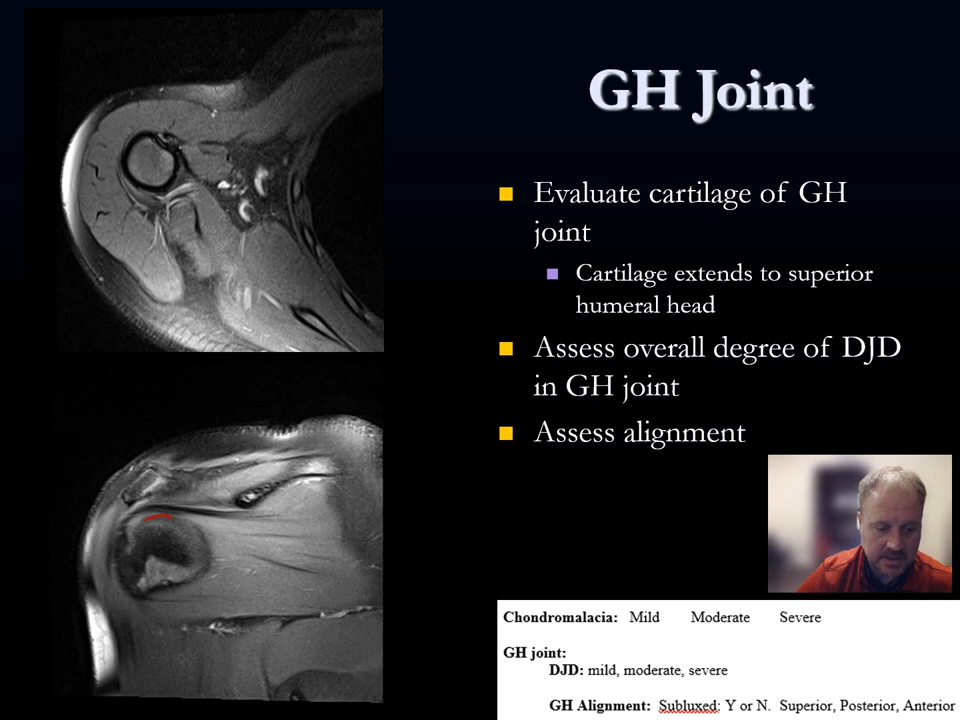 GH Joint
Evaluate cartilage of GH
joint
Cartilage extends to superior
humeral head
Assess overall degree of DJD
in GH joint
Assess alignment
Chondromalacia: Mild Moderate Severe
GH joint:
DJD: mild, moderate, severe
GH Alignment: Subluxed: Y or N. Superior, Posterior, Anterior